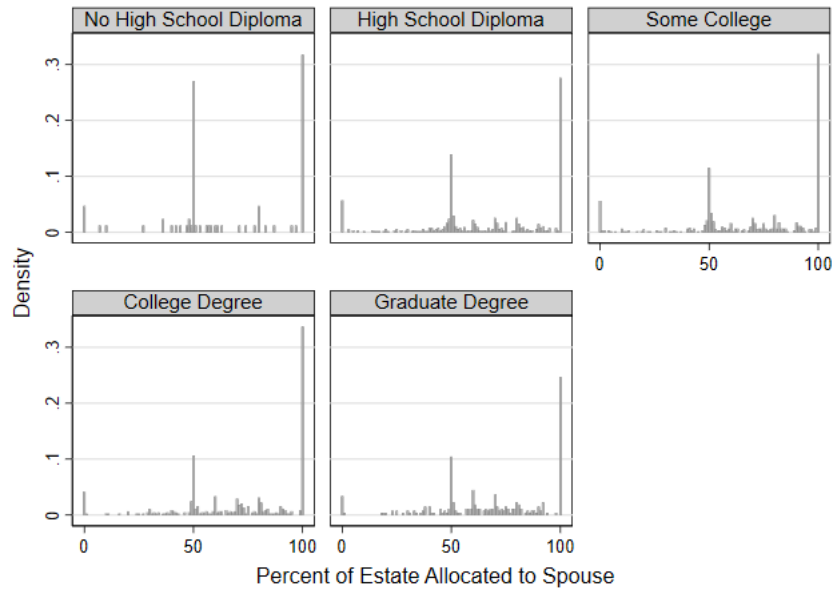 No High School Diploma
High School Diploma
Some College
.3
.2
.1
0
0 50 100
Density
College Degree
Graduate Degree
.3
.2
.1
0
0 50 100
0 50 100
Percent of Estate Allocated to Spouse